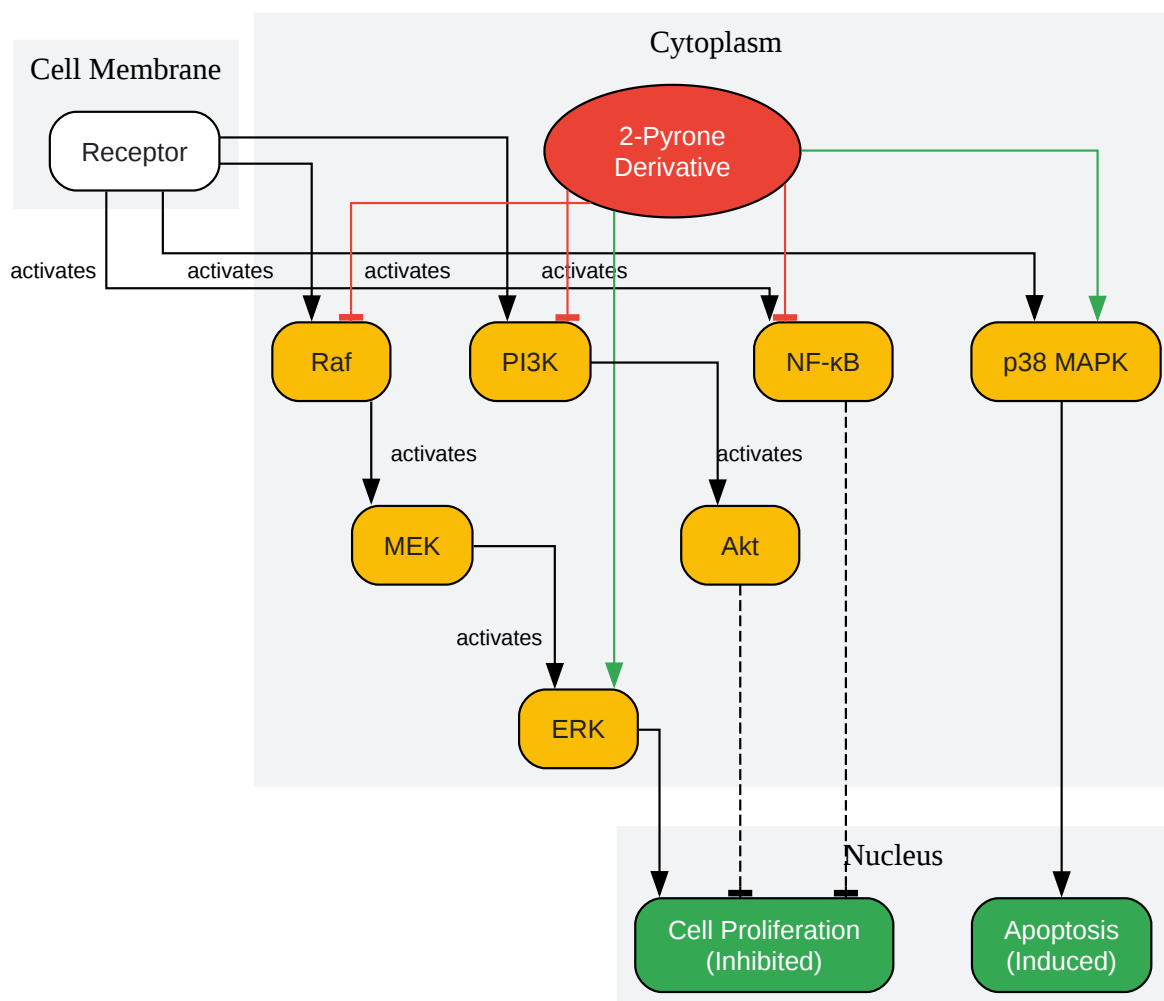 Cytoplasm
Cell Membrane
2-Pyrone
Derivative
Receptor
activates
activates
activates
activates
Raf
PI3K
NF-κB
p38 MAPK
activates
activates
MEK
Akt
activates
ERK
Nucleus
Cell Proliferation
(Inhibited)
Apoptosis
(Induced)